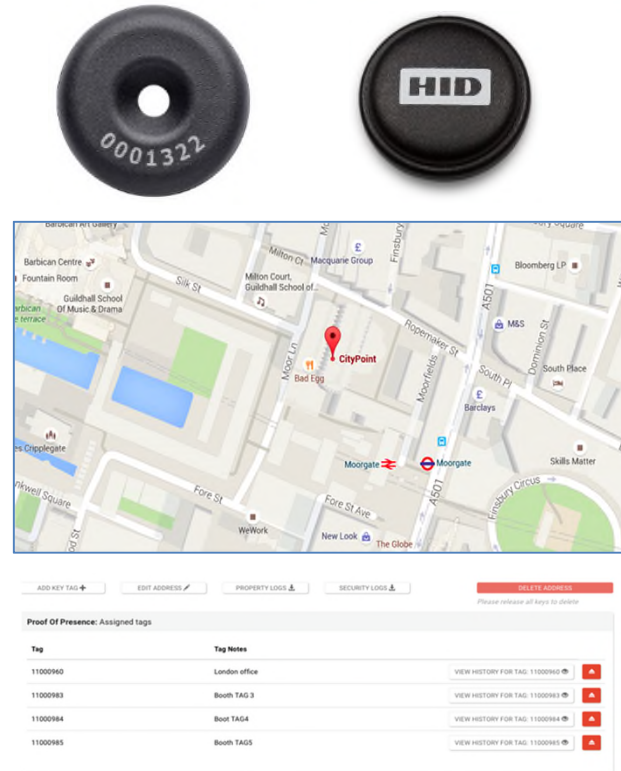 0001322
HID
Barbican Art Gallery
Barbican Centre
Fountain Room
Guildhall School
Of Music & Drama
Silk St
Milton Ct
Milton Court,
Guildhall School of...
£
Macquarie Group
Finsbury
Bloomberg LP
A501
M&S
Ropemaker St
Dominion St
South Place
South Pl
CityPoint
Bad Egg
Moor Ln
Moorfields
£
Barclays
Cripplegate
Moorgate
Moorgate
A501
Skills Matter
Finsbury Circus
Fore St
Fore St Ave
WeWork
New Look
The Globe
ADD KEY TAG
EDIT ADDRESS
PROPERTY LOGS
SECURITY LOGS
DELETE ADDRESS
Please release all keys to delete
Proof Of Presence: Assigned tags
Tag Tag Notes
11000960 London office VIEW HISTORY FOR TAG: 11000960
11000983 Booth TAG 3 VIEW HISTORY FOR TAG: 11000983
11000984 Boot TAG4 VIEW HISTORY FOR TAG: 11000984
11000985 Booth TAG5 VIEW HISTORY FOR TAG: 11000985